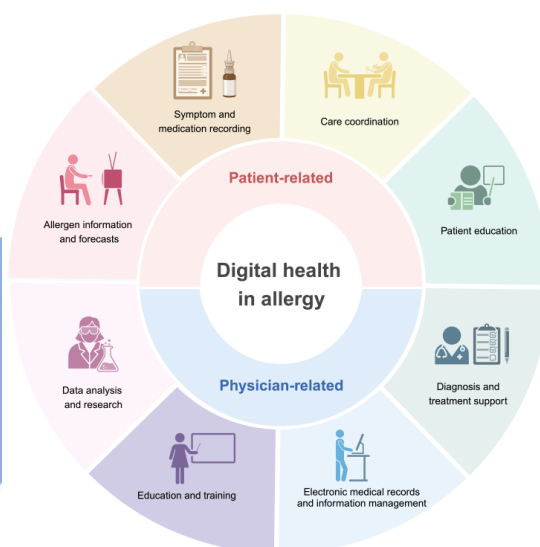 Symptom and
medication recording
Care coordination
Allergen information
and forecasts
Patient-related
Patient education
Digital health
in allergy
Data analysis
and research
Physician-related
Diagnosis and
treatment support
Education and training
Electronic medical records
and information management